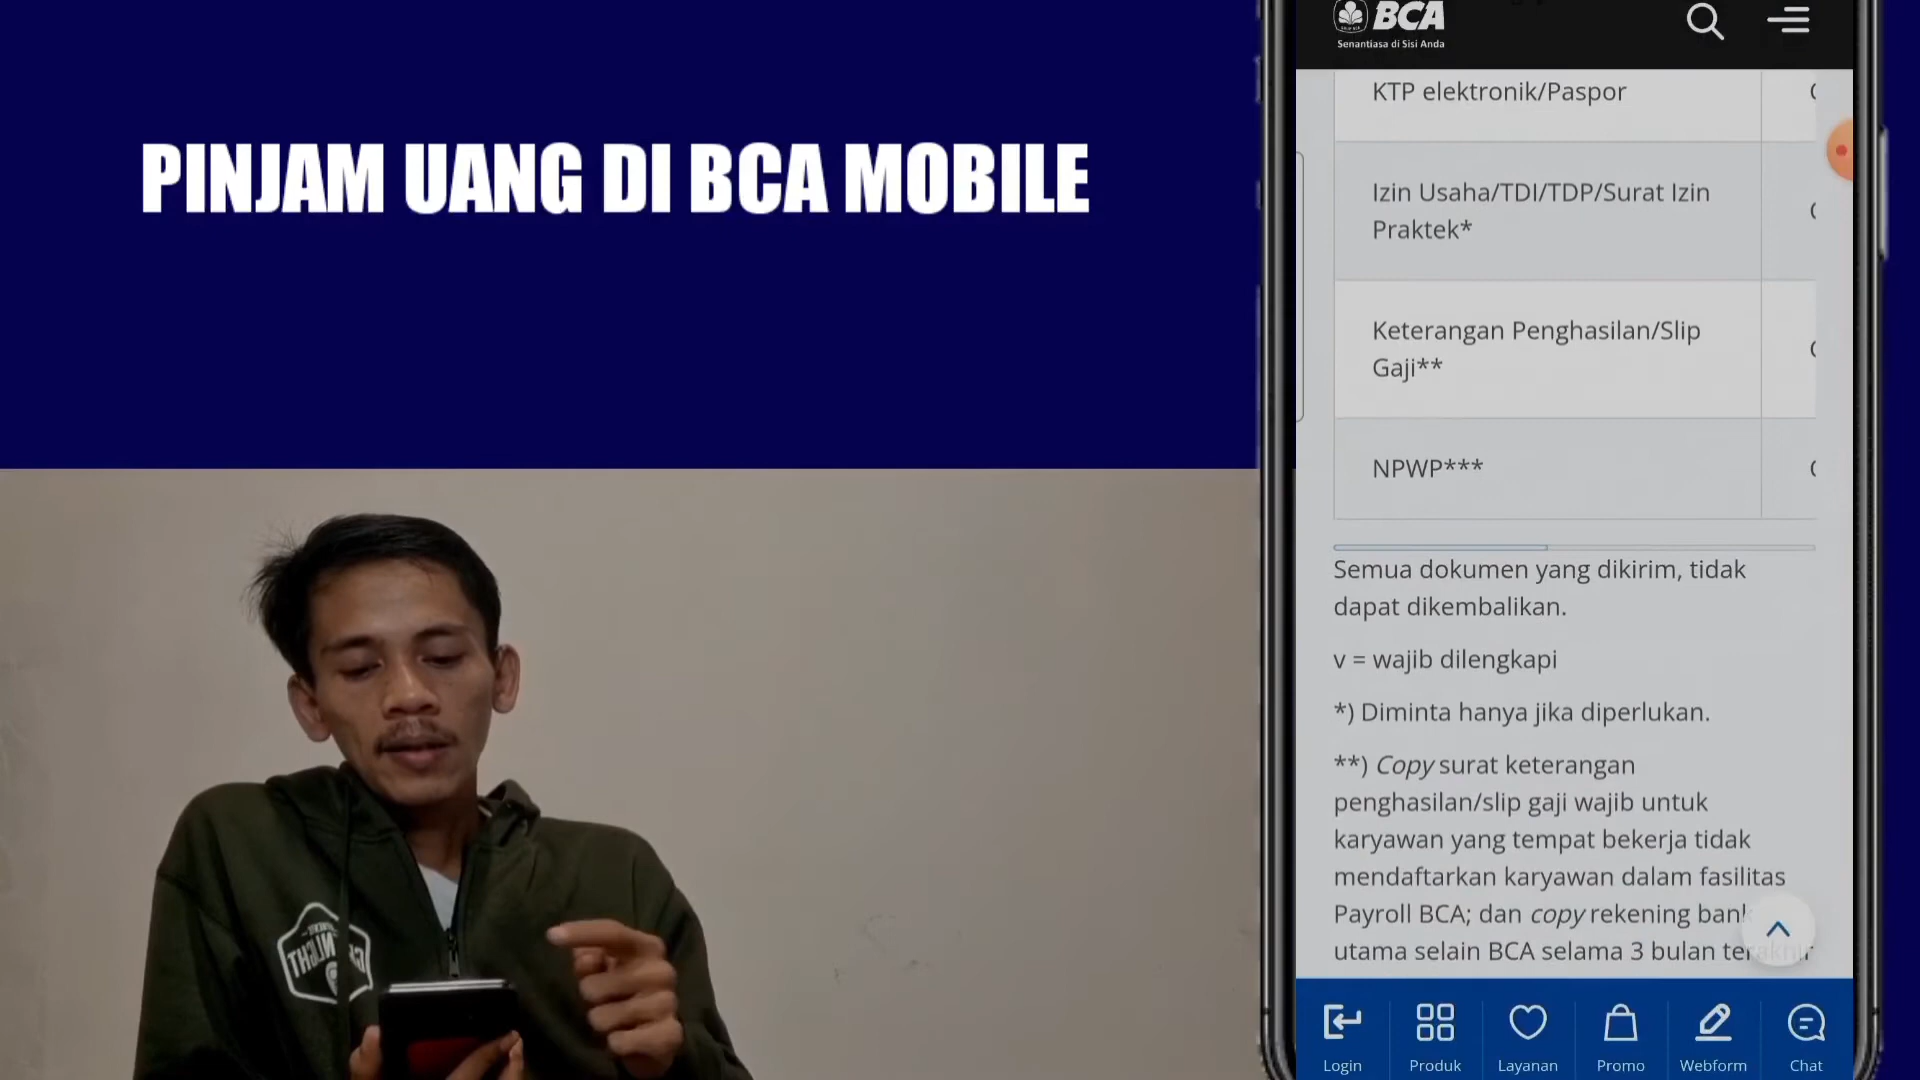 PINJAM UANG DI BCA MOBILE
BCA
Senantiasa di Sisi Anda
KTP elektronik/Paspor
Izin Usaha/TDI/TDP/Surat Izin
Praktek*
Keterangan Penghasilan/Slip
Gaji**
NPWP***
Semua dokumen yang dikirim, tidak
dapat dikembalikan.
v = wajib dilengkapi
*) Diminta hanya jika diperlukan.
**) Copy surat keterangan
penghasilan/slip gaji wajib untuk
karyawan yang tempat bekerja tidak
mendaftarkan karyawan dalam fasilitas
Payroll BCA; dan copy rekening bank
utama selain BCA selama 3 bulan terakhir
Login
Produk
Layanan
Promo
Webform
Chat